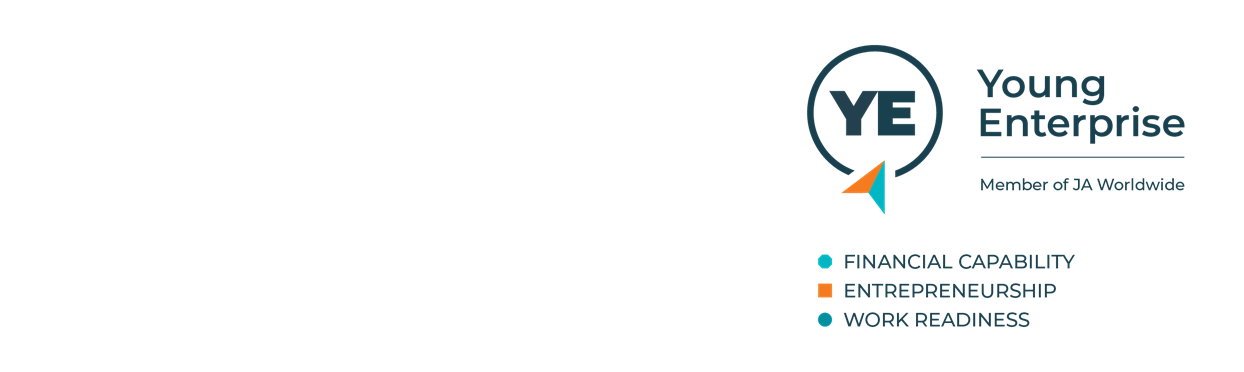 YE
Young
Enterprise
Member of JA Worldwide
FINANCIAL CAPABILITY
ENTREPRENEURSHIP
WORK READINESS